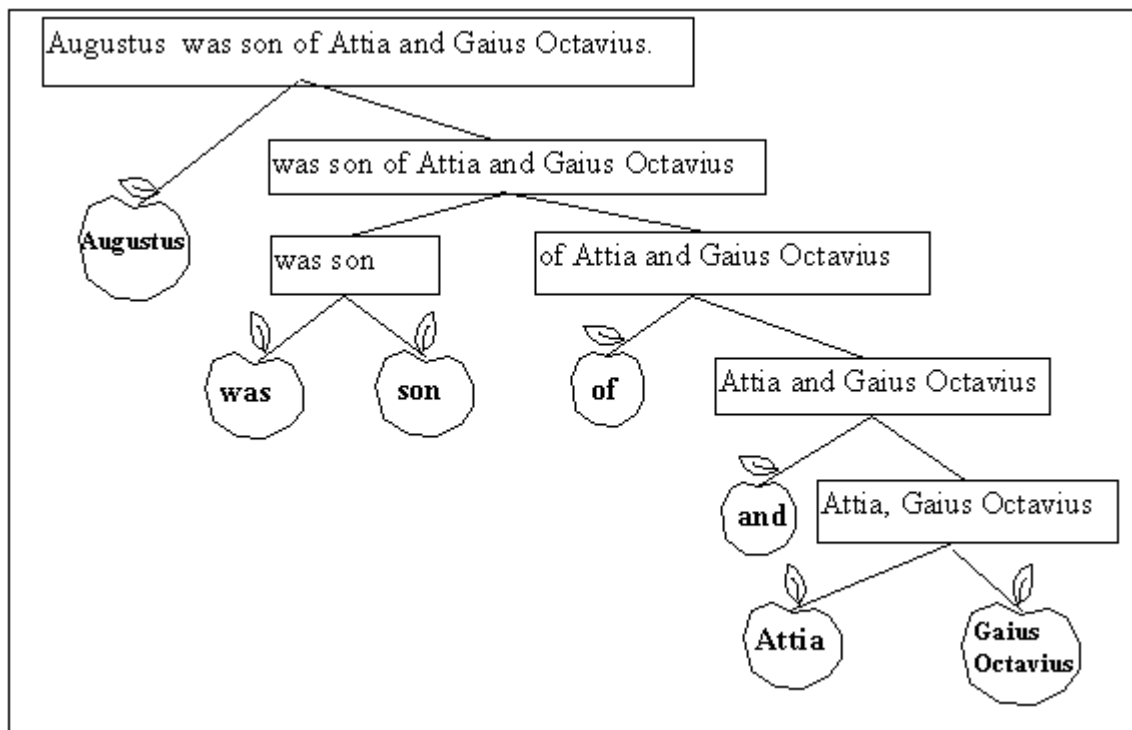 Augustus was son of Attia and Gaius Octavius.
was son of Attia and Gaius Octavius
Augustus
was son
of Attia and Gaius Octavius
was
son
of
Attia and Gaius Octavius
and
Attia, Gaius Octavius
Attia
Gaius
Octavius